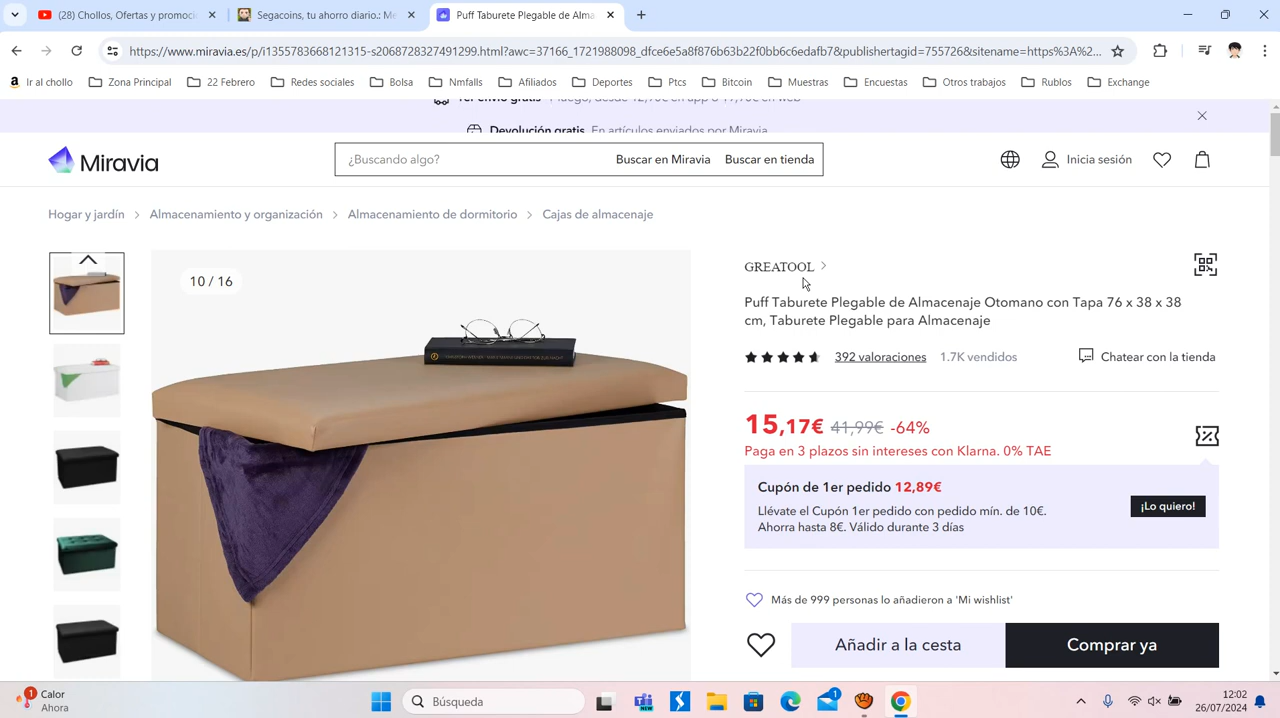 (28) Chollos, Ofertas y promoci
Segacoins, tu ahorro diario.: Me
Puff Taburete Plegable de Alma
https://www.miravia.es/p/i1355783668121315-s2068728327491299.html?awc=37166_1721988098_dfce6e5a8f876b63b22f0bb6c6edafb7&publishertagid=755726&sitename=https%3A%2...
Ir al chollo
Zona Principal
22 Febrero
Redes sociales
Bolsa
Nmfalls
Afiliados
Deportes
Ptcs
Bitcoin
Muestras
Encuestas
Otros trabajos
Rublos
Exchange
Devolución gratis En artículos enviados por Miravia
Miravia
¿Buscando algo?
Buscar en Miravia
Buscar en tienda
Inicia sesión
Hogar y jardín > Almacenamiento y organización > Almacenamiento de dormitorio > Cajas de almacenaje
10 / 16
GREATOOL
Puff Taburete Plegable de Almacenaje Otomano con Tapa 76 x 38 x 38
cm, Taburete Plegable para Almacenaje
392 valoraciones 1.7K vendidos
Chatear con la tienda
15,17€ 41,99€ -64%
Paga en 3 plazos sin intereses con Klarna. 0% TAE
Cupón de 1er pedido 12,89€
Llévate el Cupón 1er pedido con pedido mín. de 10€.
Ahorra hasta 8€. Válido durante 3 días
¡Lo quiero!
Más de 999 personas lo añadieron a 'Mi wishlist'
Añadir a la cesta
Comprar ya
1
Calor
Ahora
Búsqueda
NEW
1
12:02
26/07/2024